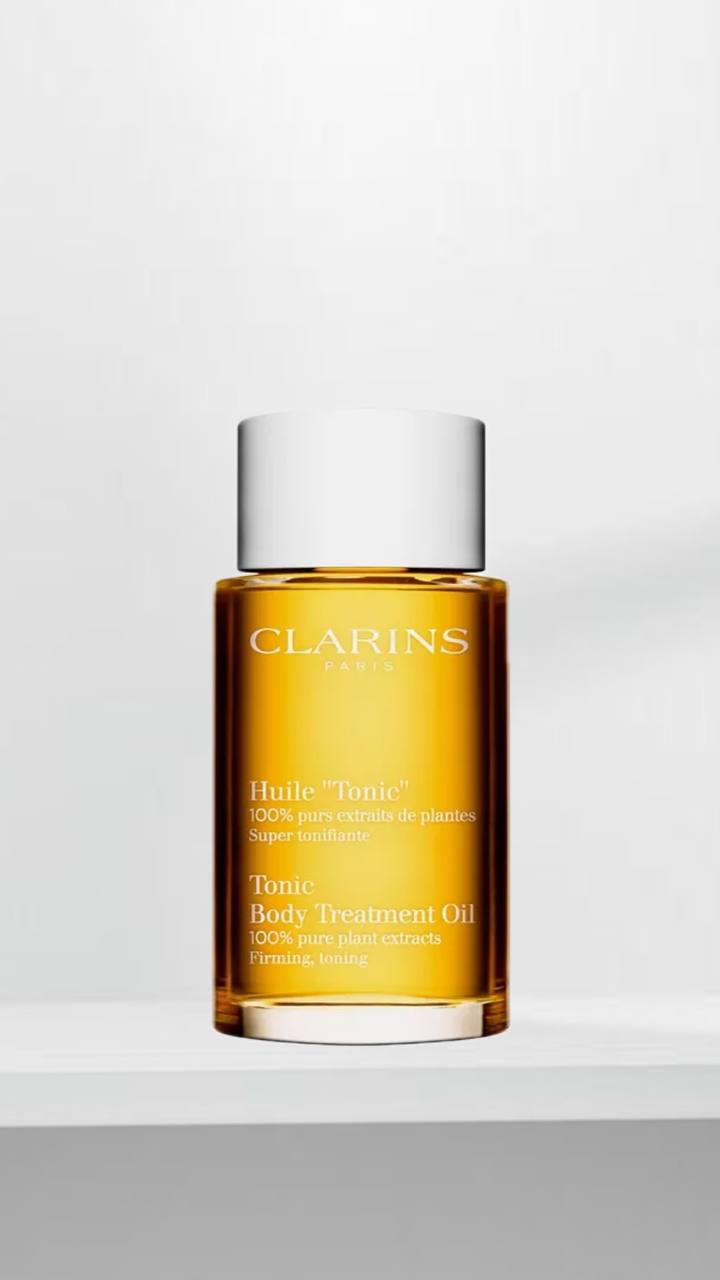 CLARINS
PARIS
Huile "Tonic"
100% purs extraits de plantes
Super tonifiante
Tonic
Body Treatment Oil
100% pure plant extracts
Firming, toning